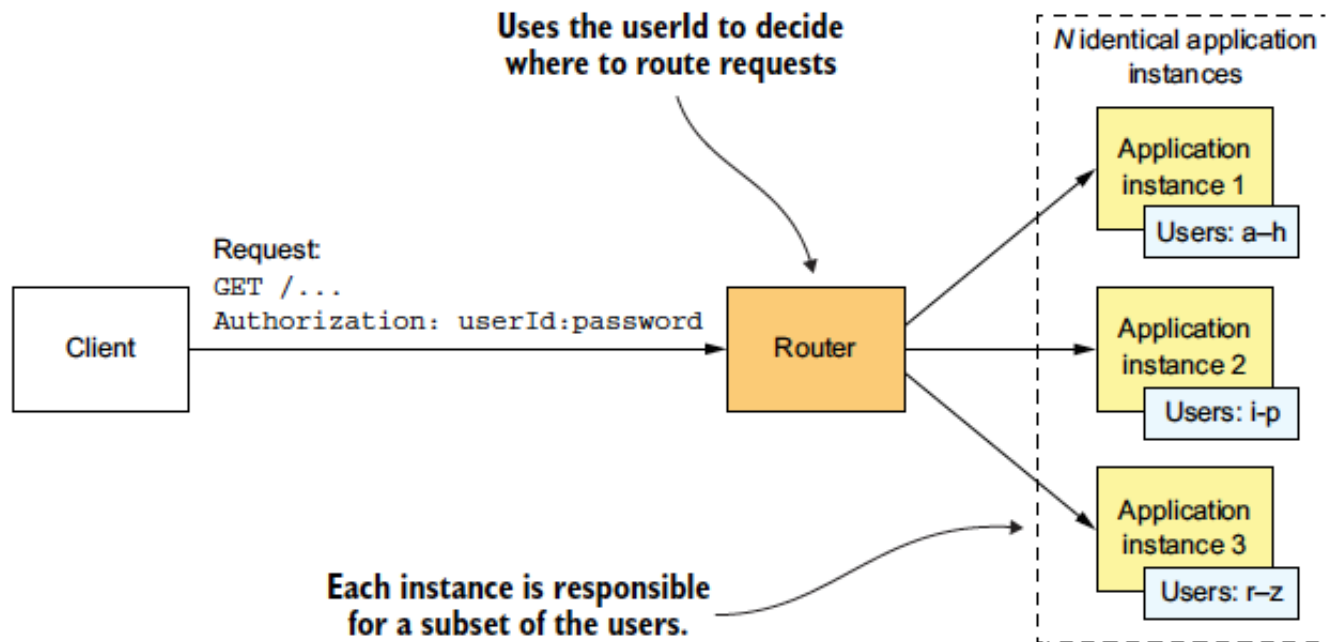 Uses the userId to decide
where to route requests
N identical application
instances
Application
instance 1
Users: a–h
Request:
GET /...
Authorization: userId:password
Client
Router
Application
instance 2
Users: i-p
Application
instance 3
Users: r–z
Each instance is responsible
for a subset of the users.